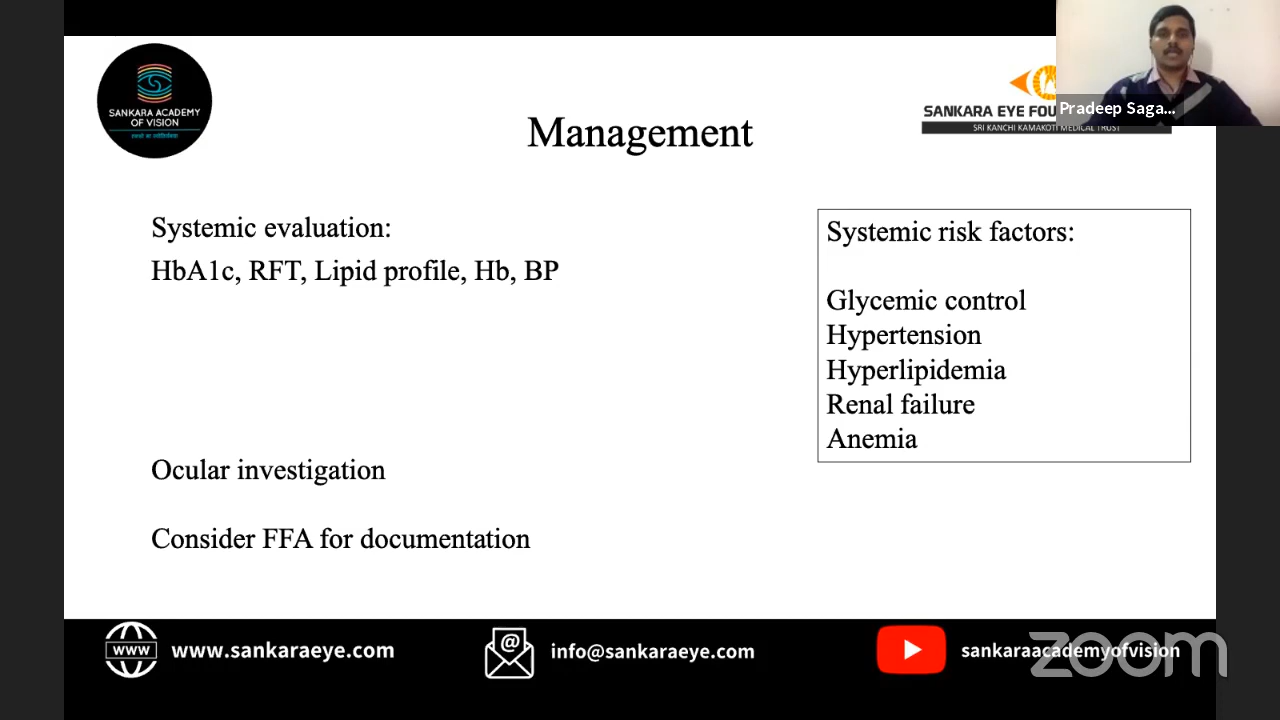 SANKARA ACADEMY
OF VISION
Management
SANKARA EYE FOU
SRI KANCHI KAMAKOTI MEDICAL TRUST
Pradeep Saga...
Systemic evaluation:
HbA1c, RFT, Lipid profile, Hb, BP
Ocular investigation
Consider FFA for documentation
Systemic risk factors:
Glycemic control
Hypertension
Hyperlipidemia
Renal failure
Anemia
www
www.sankaraeye.com
@
info@sankaraeye.com
sankaraacademyofvision
zoom